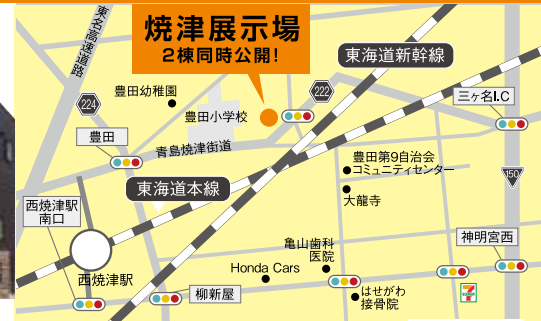 焼津展示場
2棟同時公開!
東名高速道路
東海道新幹線
豊田幼稚園
224
222
三ヶ名I.C
豊田小学校
豊田
青島焼津街道
豊田第9自治会
コミュニティセンター
150
東海道本線
大龍寺
西焼津駅
南口
神明宮西
亀山歯科
医院
西焼津駅
Honda Cars
柳新屋
はせがわ
接骨院